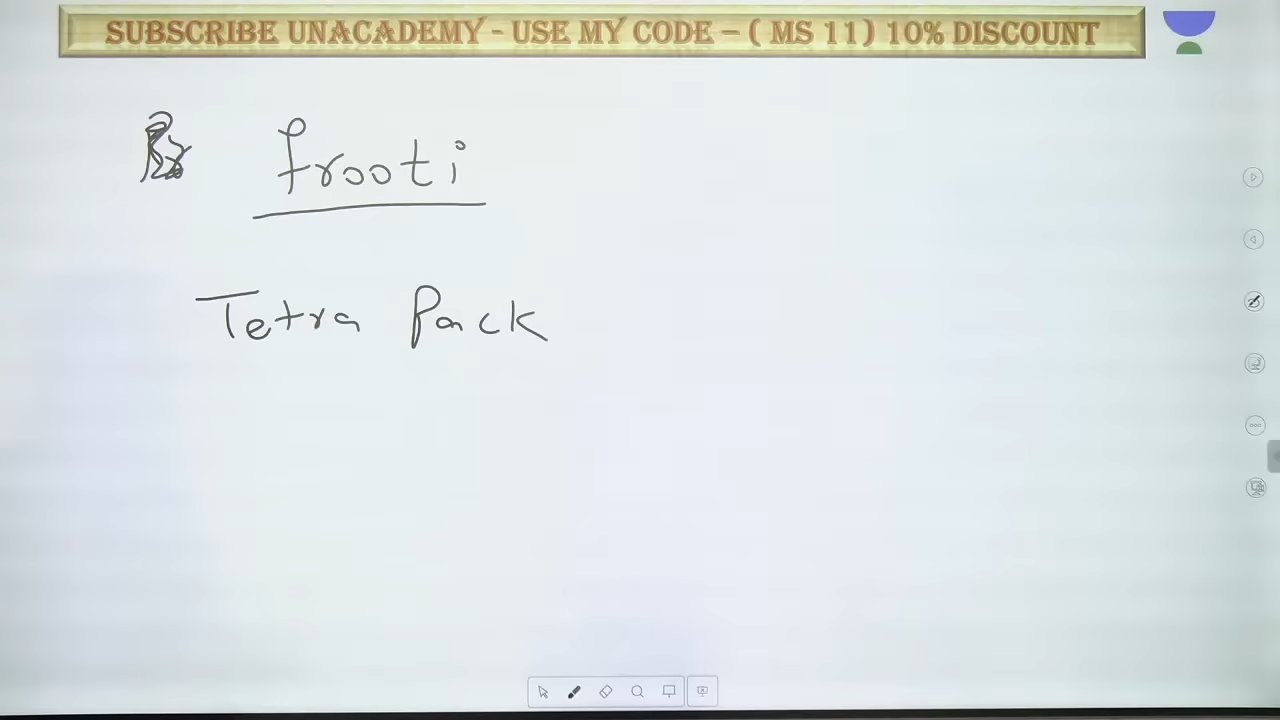 SUBSCRIBE UNACADEMY - USE MY CODE - ( MS 11) 10% DISCOUNT
frooti
Tetra Pack